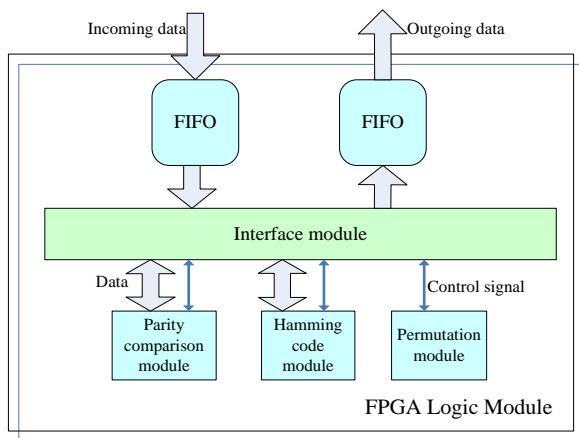 Incoming data
Outgoing data
FIFO
FIFO
Interface module
Data
Control signal
Parity
comparison
module
Hamming
code
module
Permutation
module
FPGA Logic Module